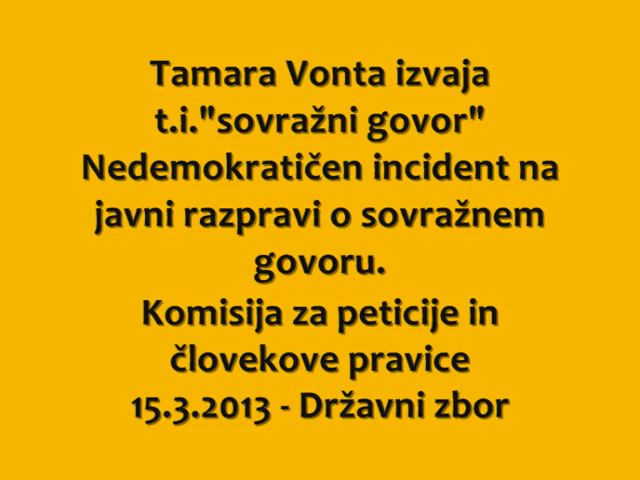 Tamara Vonta izvaja
t.i."sovražni govor"
Nedemokratičen incident na
javni razpravi o sovražnem
govoru.
Komisija za peticije in
človekove pravice
15.3.2013 - Državni zbor